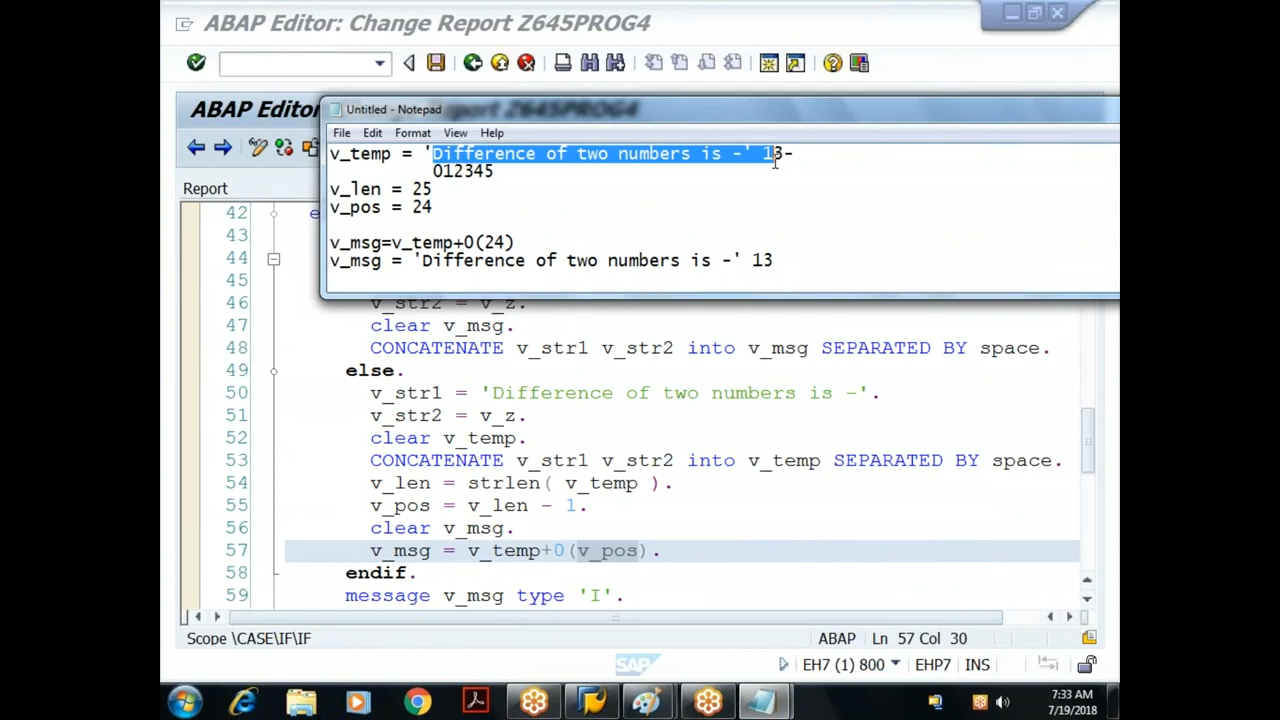 ABAP Editor: Change Report Z645PROG4
ABAP Editor
Report Z645PROG4
Untitled - Notepad
File Edit Format View Help
v_temp = 'Difference of two numbers is -' 13-
012345
v_len = 25
v_pos = 24
v_msg=v_temp+0(24)
v_msg = 'Difference of two numbers is -' 13
Report
42 e
43
44
45
46 v_str2 = v_z.
47 clear v_msg.
48 CONCATENATE v_str1 v_str2 into v_msg SEPARATED BY space.
49 else.
50 v_str1 = 'Difference of two numbers is -'.
51 v_str2 = v_z.
52 clear v_temp.
53 CONCATENATE v_str1 v_str2 into v_temp SEPARATED BY space.
54 v_len = strlen( v_temp ).
55 v_pos = v_len - 1.
56 clear v_msg.
57 v_msg = v_temp+0(v_pos).
58 endif.
59 message v_msg type 'I'.
Scope \CASE\IF\IF ABAP Ln 57 Col 30
SAP EH7 (1) 800 EHP7 INS
7:33 AM
7/19/2018